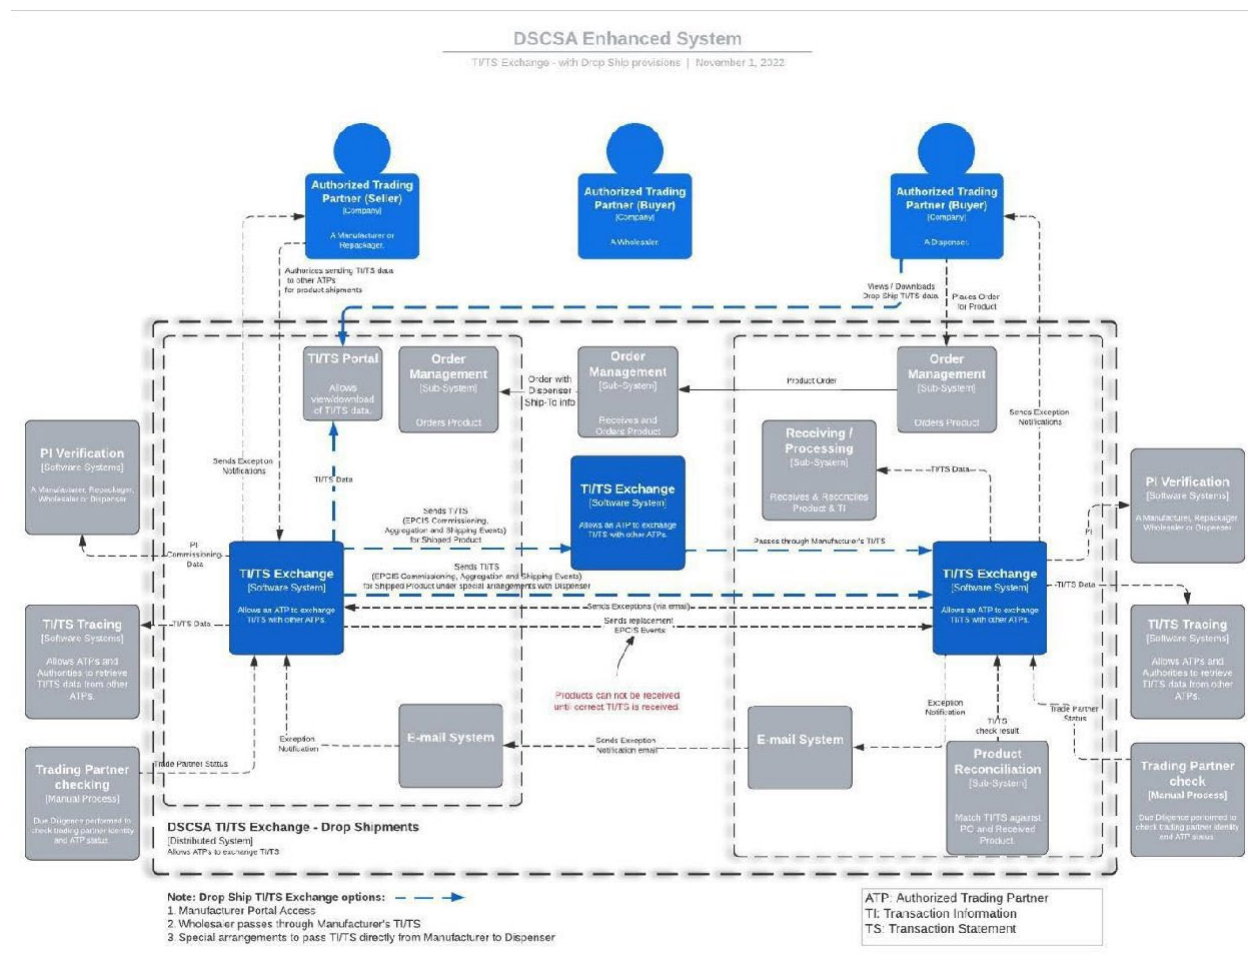 DSCSA Enhanced System
TI/TS Exchange - with Drop Ship provisions | November 1, 2022
Authorized Trading
Partner (Seller)
[Company]
A Manufacturer or
Repackager.
Authorized Trading
Partner (Buyer)
[Company]
A Wholesaler.
Authorized Trading
Partner (Buyer)
[Company]
A Dispenser.
Authorizes sending TI/TS data
to other ATPs
for product shipments
Views / Downloads
Drop Ship TI/TS data
Places Order
for Product
TI/TS Portal
Allows
view/download
of TI/TS data.
Order
Management
[Sub-System]
Orders Product
Order with
Dispenser
Ship-To info
Order
Management
[Sub-System]
Receives and
Orders Product
Product Order
Order
Management
[Sub-System]
Orders Product
Sends Exception
Notifications
Sends Exception
Notifications
PI Verification
[Software Systems]
A Manufacturer, Repackager,
Wholesaler or Dispenser
Receiving /
Processing
[Sub-System]
Receives & Reconciles
Product & TI
TI/TS Data
TI/TS Data
PI Verification
[Software Systems]
A Manufacturer, Repackager
Wholesaler or Dispenser.
TI/TS Exchange
[Software System]
Allows an ATP to exchange
TI/TS with other ATPs.
Sends TI/TS
(EPCIS Commissioning,
Aggregation and Shipping Events)
for Shipped Product
Passes through Manufacturer's TI/TS
PI
Commissioning
Data
PI
TI/TS Exchange
[Software System]
Allows an ATP to exchange
TI/TS with other ATPs.
Sends TI/TS
(EPCIS Commissioning, Aggregation and Shipping Events)
for Shipped Product under special arrangements with Dispenser
TI/TS Exchange
[Software System]
Allows an ATP to exchange
TI/TS with other ATPs.
TI/TS Data
Sends Exceptions (via email)
Sends replacement
EPCIS Events
TI/TS Tracing
[Software Systems]
Allows ATPs and
Authorities to retrieve
TI/TS data from other
ATPs.
TI/TS Data
TI/TS Tracing
[Software Systems]
Allows ATPs and
Authorities to retrieve
TI/TS data from other
ATPs.
Products can not be received
until correct TI/TS is received.
Exception
Notification
E-mail System
Sends Exception
Notification email
E-mail System
Exception
Notification
TI/TS
check result
Trade Partner
Status
Trading Partner
checking
[Manual Process]
Due Diligence performed to
check trading partner identity
and ATP status.
Trade Partner Status
Product
Reconciliation
[Sub-System]
Match TI/TS against
PO and Received
Product.
Trading Partner
check
[Manual Process]
Due Diligence performed to
check trading partner identity
and ATP status.
DSCSA TI/TS Exchange - Drop Shipments
[Distributed System]
Allows ATPs to exchange TI/TS
Note: Drop Ship TI/TS Exchange options:
1. Manufacturer Portal Access
2. Wholesaler passes through Manufacturer's TI/TS
3. Special arrangements to pass TI/TS directly from Manufacturer to Dispenser
ATP: Authorized Trading Partner
TI: Transaction Information
TS: Transaction Statement